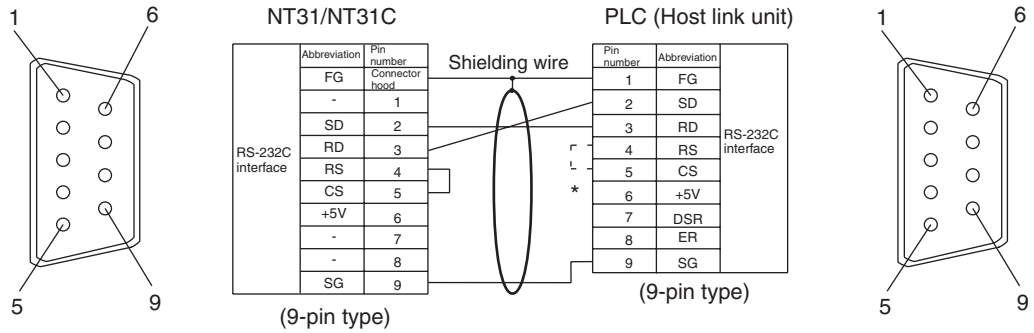 NT31/NT31C
PLC (Host link unit)
1
6
5
9
Abbreviation
Pin number
RS-232C interface
FG Connector hood
- 1
SD 2
RD 3
RS 4
CS 5
+5V 6
- 7
- 8
SG 9
(9-pin type)
Shielding wire
*
Pin number
Abbreviation
1 FG
2 SD
3 RD
4 RS
5 CS
6 +5V
7 DSR
8 ER
9 SG
RS-232C interface
(9-pin type)
1
6
5
9